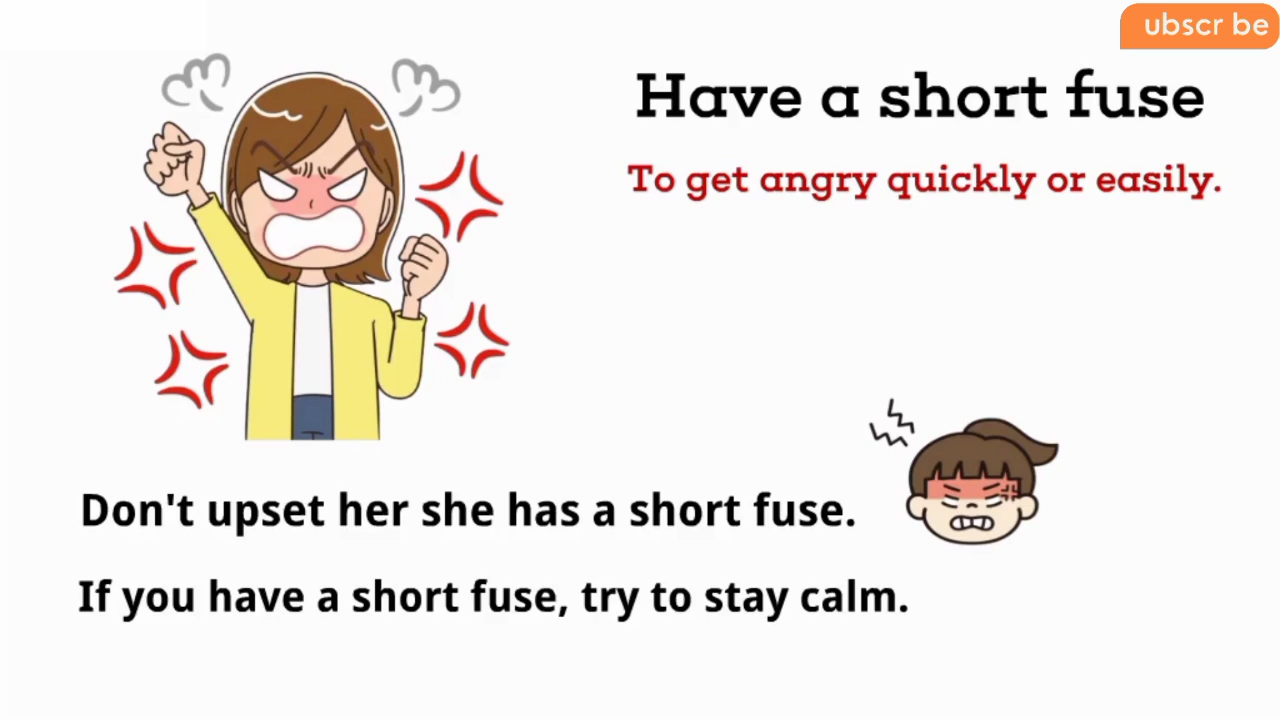 ubscr be
Have a short fuse
To get angry quickly or easily.
Don't upset her she has a short fuse.
If you have a short fuse, try to stay calm.